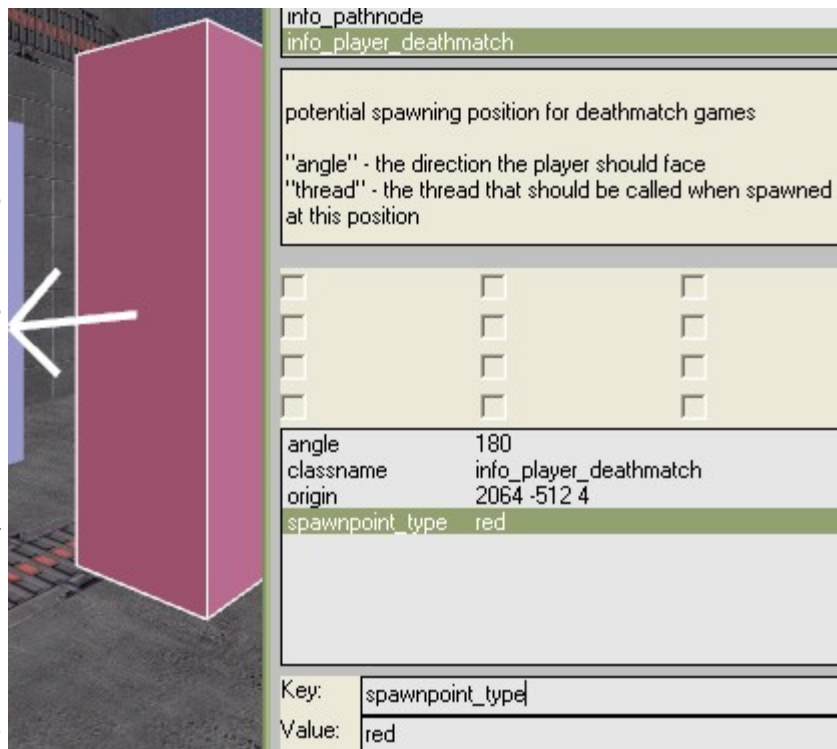 info_pathnode
info_player_deathmatch
potential spawning position for deathmatch games
"angle" - the direction the player should face
"thread" - the thread that should be called when spawned
at this position
angle 180
classname info_player_deathmatch
origin 2064 -512 4
spawnpoint_type red
Key: spawnpoint_type
Value: red